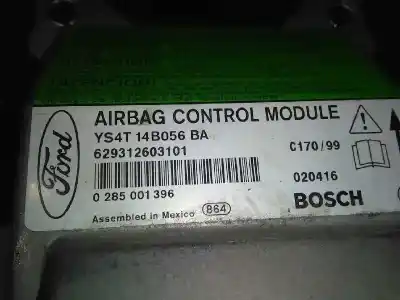 AIRBAG CONTROL MODULE
Ford
YS4T 14B056 BA
629312603101
C170/99
0 285 001 396
020416
Assembled in Mexico 864
BOSCH